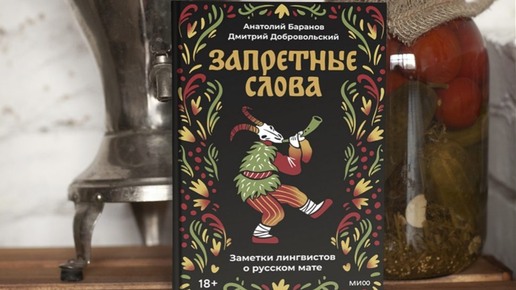 Анатолий Баранов
Дмитрий Добровольский
ЗАПРЕТНЫЕ
СЛОВА
Заметки лингвистов
о русском мате
18+
МИФ